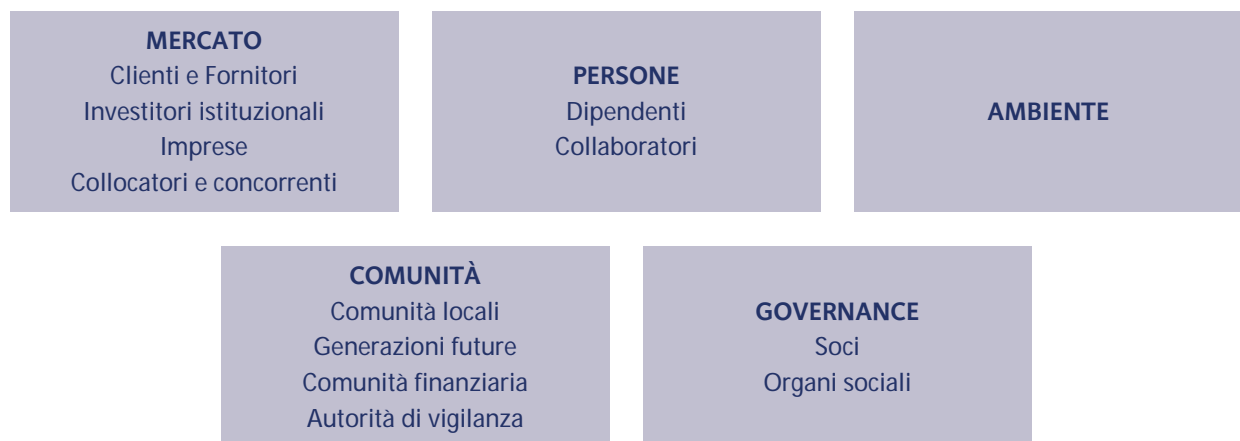 MERCATO
Clienti e Fornitori
Investitori istituzionali
Imprese
Collocatori e concorrenti
PERSONE
Dipendenti
Collaboratori
AMBIENTE
COMUNITÀ
Comunità locali
Generazioni future
Comunità finanziaria
Autorità di vigilanza
GOVERNANCE
Soci
Organi sociali